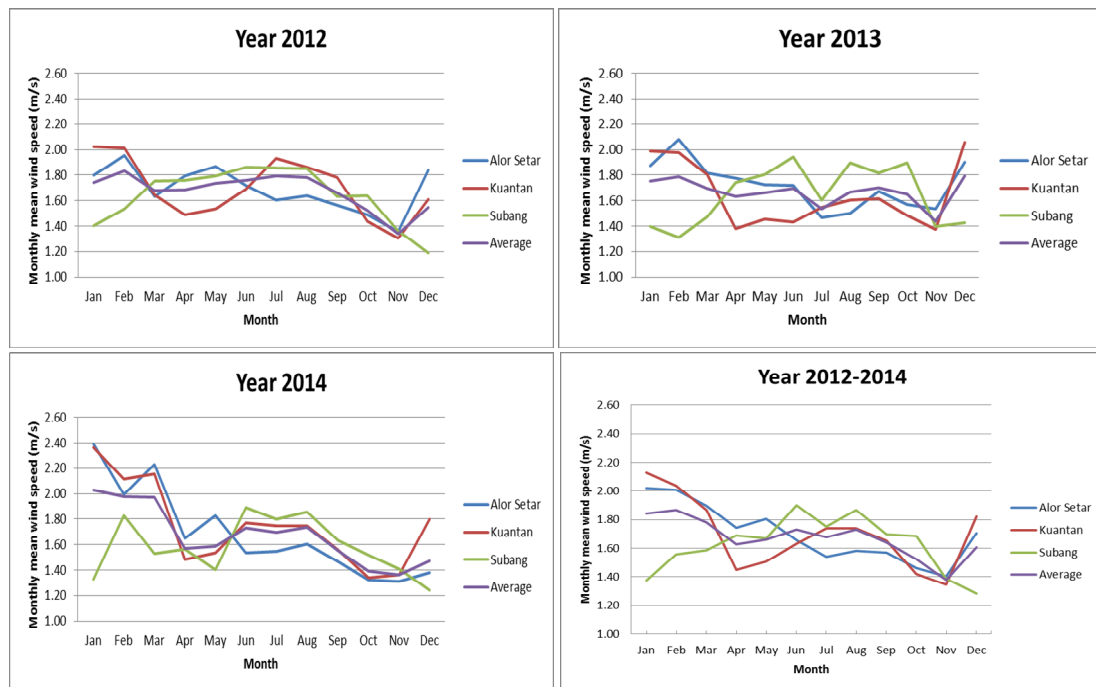 Year 2012
Monthly mean wind speed (m/s)
2.60
2.40
2.20
2.00
1.80
1.60
1.40
1.20
1.00
Jan Feb Mar Apr May Jun Jul Aug Sep Oct Nov Dec
Month
Alor Setar
Kuantan
Subang
Average
Year 2013
Monthly mean wind speed (m/s)
2.60
2.40
2.20
2.00
1.80
1.60
1.40
1.20
1.00
Jan Feb Mar Apr May Jun Jul Aug Sep Oct Nov Dec
Month
Alor Setar
Kuantan
Subang
Average
Year 2014
Monthly mean wind speed (m/s)
2.60
2.40
2.20
2.00
1.80
1.60
1.40
1.20
1.00
Jan Feb Mar Apr May Jun Jul Aug Sep Oct Nov Dec
Month
Alor Setar
Kuantan
Subang
Average
Year 2012-2014
Monthly mean wind speed (m/s)
2.60
2.40
2.20
2.00
1.80
1.60
1.40
1.20
1.00
Jan Feb Mar Apr May Jun Jul Aug Sep Oct Nov Dec
Month
Alor Setar
Kuantan
Subang
Average